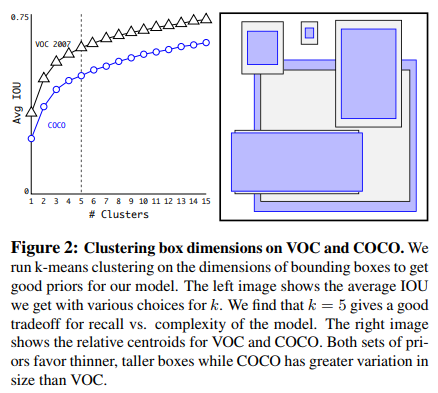 0.75
VOC 2007
Avg IOU
COCO
0
1 2 3 4 5 6 7 8 9 10 11 12 13 14 15
# Clusters
Figure 2: Clustering box dimensions on VOC and COCO. We
run k-means clustering on the dimensions of bounding boxes to get
good priors for our model. The left image shows the average IOU
we get with various choices for k. We find that k = 5 gives a good
tradeoff for recall vs. complexity of the model. The right image
shows the relative centroids for VOC and COCO. Both sets of pri-
ors favor thinner, taller boxes while COCO has greater variation in
size than VOC.